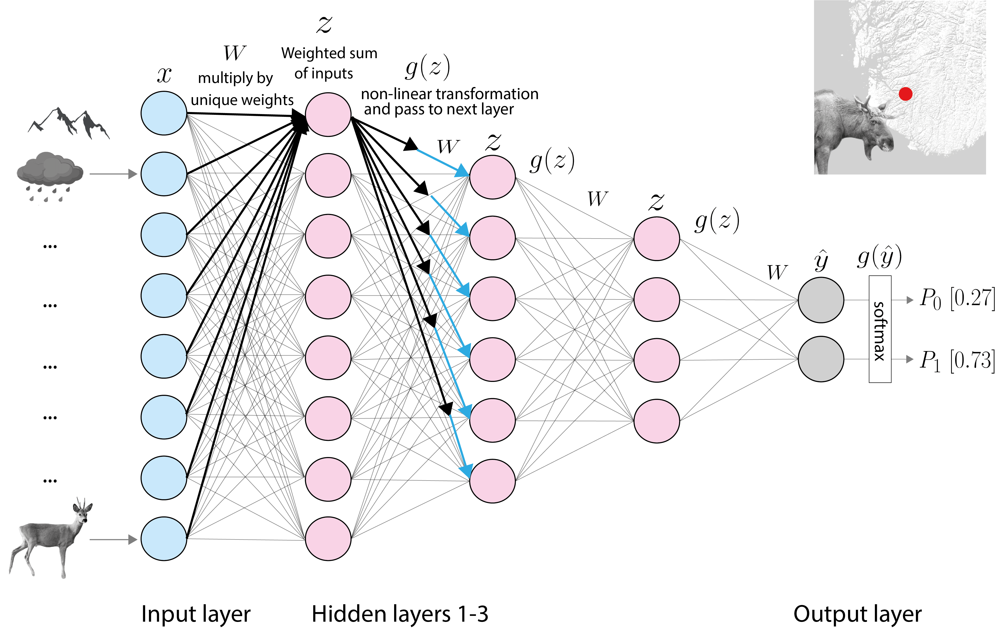 z
W
Weighted sum
of inputs
x
multiply by
unique weights
g(z)
non-linear transformation
and pass to next layer
W
z
g(z)
W
z
g(z)
...
...
...
...
...
W
ŷ
g(ŷ)
softmax
P₀ [0.27]
P₁ [0.73]
Input layer
Hidden layers 1-3
Output layer